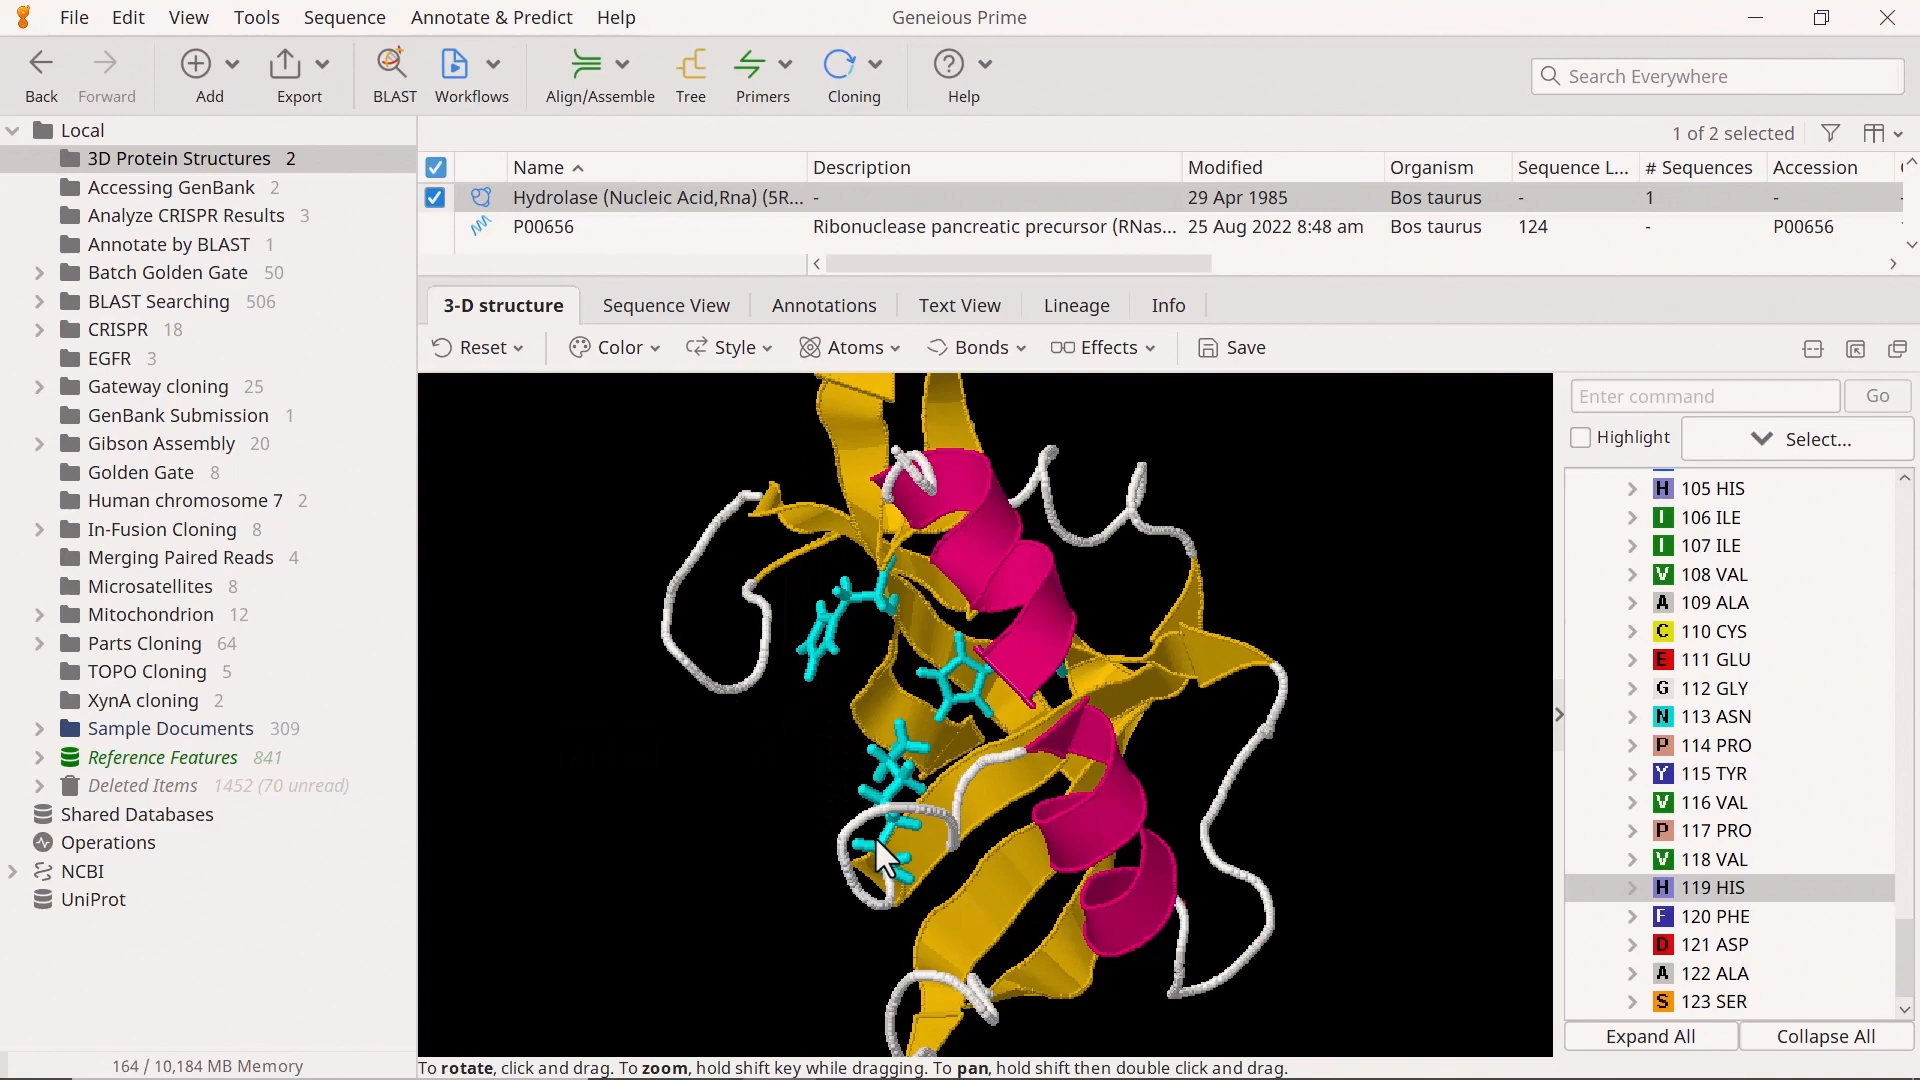 File Edit View Tools Sequence Annotate & Predict Help Geneious Prime
Back Forward Add Export BLAST Workflows Align/Assemble Tree Primers Cloning Help Search Everywhere
Local
3D Protein Structures 2
Accessing GenBank 2
Analyze CRISPR Results 3
Annotate by BLAST 1
Batch Golden Gate 50
BLAST Searching 506
CRISPR 18
EGFR 3
Gateway cloning 25
GenBank Submission 1
Gibson Assembly 20
Golden Gate 8
Human chromosome 7 2
In-Fusion Cloning 8
Merging Paired Reads 4
Microsatellites 8
Mitochondrion 12
Parts Cloning 64
TOPO Cloning 5
XynA cloning 2
Sample Documents 309
Reference Features 841
Deleted Items 1452 (70 unread)
Shared Databases
Operations
NCBI
UniProt
164 / 10,184 MB Memory
1 of 2 selected
Name Description Modified Organism Sequence L... # Sequences Accession
Hydrolase (Nucleic Acid,Rna) (5R... - 29 Apr 1985 Bos taurus - 1 -
P00656 Ribonuclease pancreatic precursor (RNas... 25 Aug 2022 8:48 am Bos taurus 124 - P00656
3-D structure Sequence View Annotations Text View Lineage Info
Reset Color Style Atoms Bonds Effects Save
Enter command Go
Highlight Select...
H 105 HIS
I 106 ILE
I 107 ILE
V 108 VAL
A 109 ALA
C 110 CYS
E 111 GLU
G 112 GLY
N 113 ASN
P 114 PRO
Y 115 TYR
V 116 VAL
P 117 PRO
V 118 VAL
H 119 HIS
F 120 PHE
D 121 ASP
A 122 ALA
S 123 SER
Expand All Collapse All
To rotate, click and drag. To zoom, hold shift key while dragging. To pan, hold shift then double click and drag.